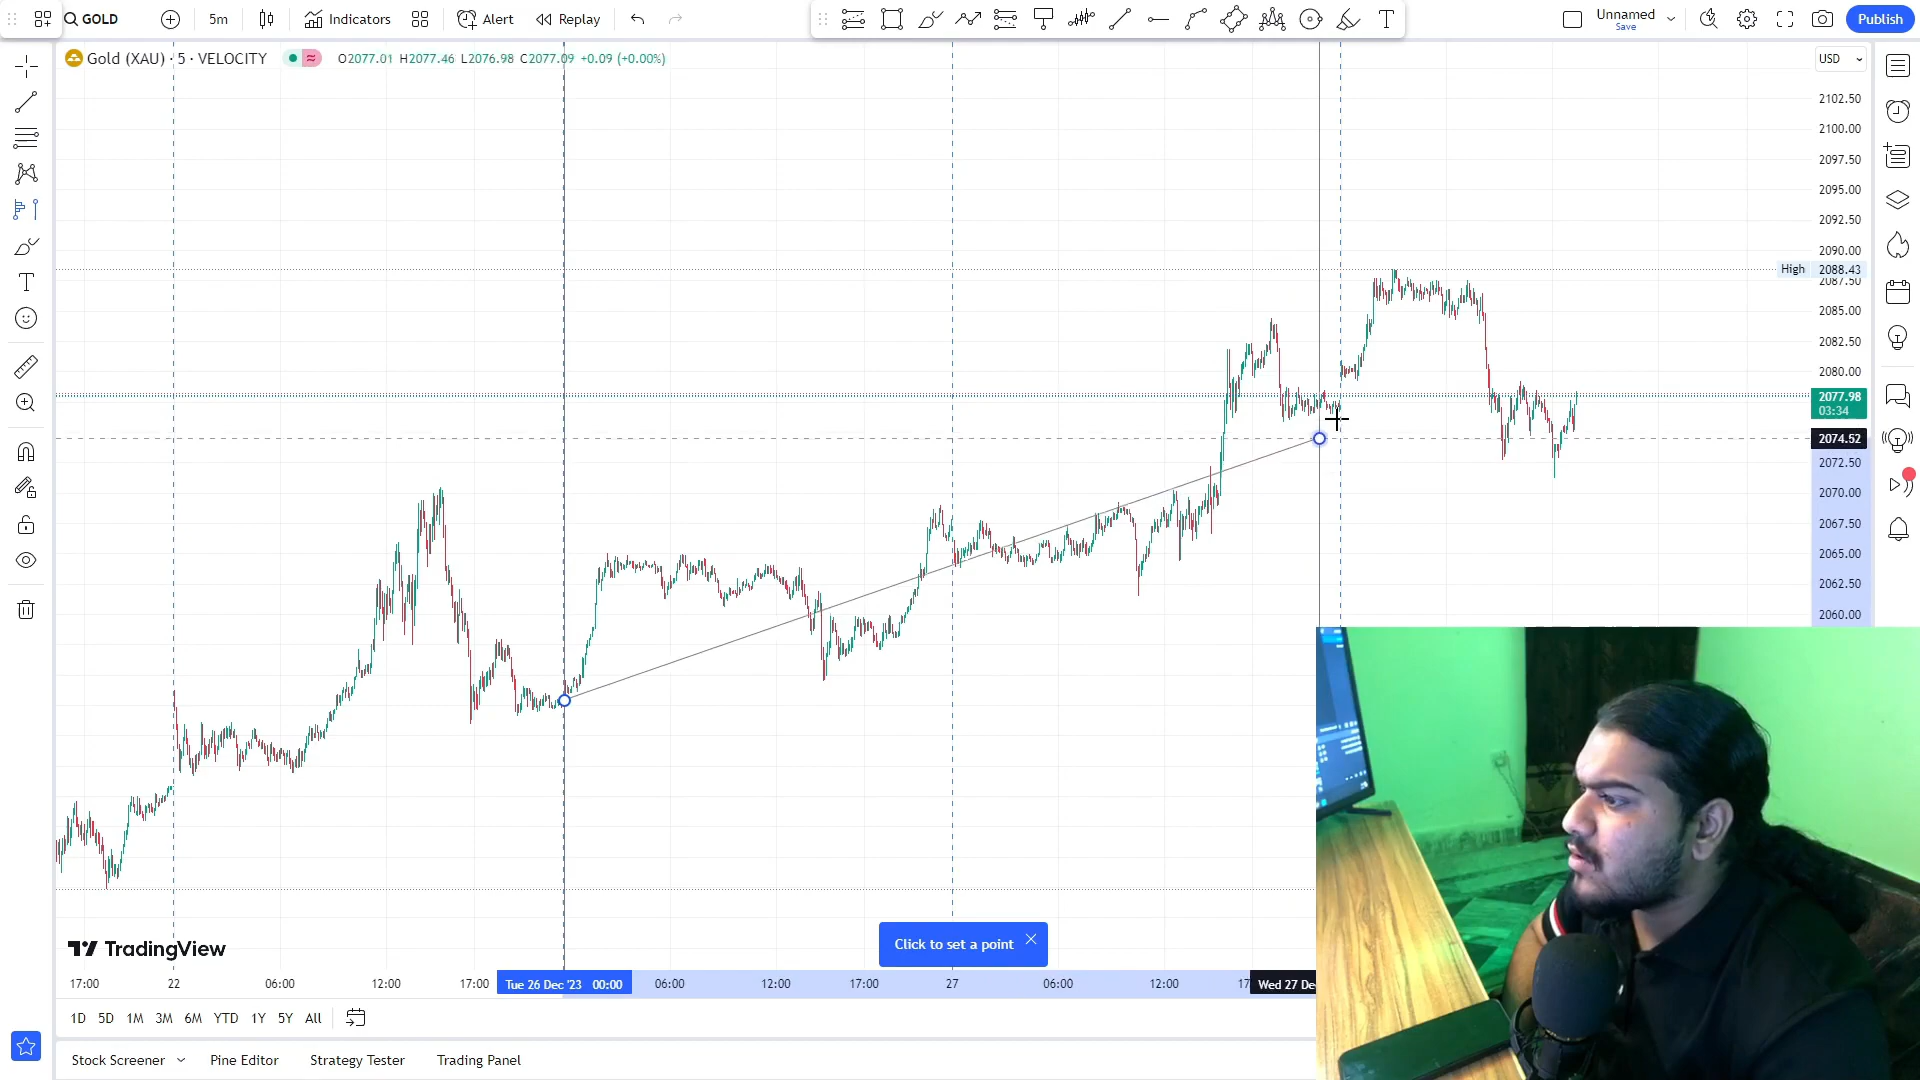 GOLD
5m
Indicators
Alert
Replay
Unnamed
Save
Publish
Gold (XAU) · 5 · VELOCITY
O2077.01 H2077.46 L2076.98 C2077.09 +0.09 (+0.00%)
USD
2102.50
2100.00
2097.50
2095.00
2092.50
2090.00
High 2088.43
2087.50
2085.00
2082.50
2080.00
2077.98
03:34
2074.52
2072.50
2070.00
2067.50
2065.00
2062.50
2060.00
TradingView
Click to set a point
17:00 22 06:00 12:00 17:00 Tue 26 Dec '23 00:00 06:00 12:00 17:00 27 06:00 12:00 Wed 27
1D 5D 1M 3M 6M YTD 1Y 5Y All
Stock Screener Pine Editor Strategy Tester Trading Panel